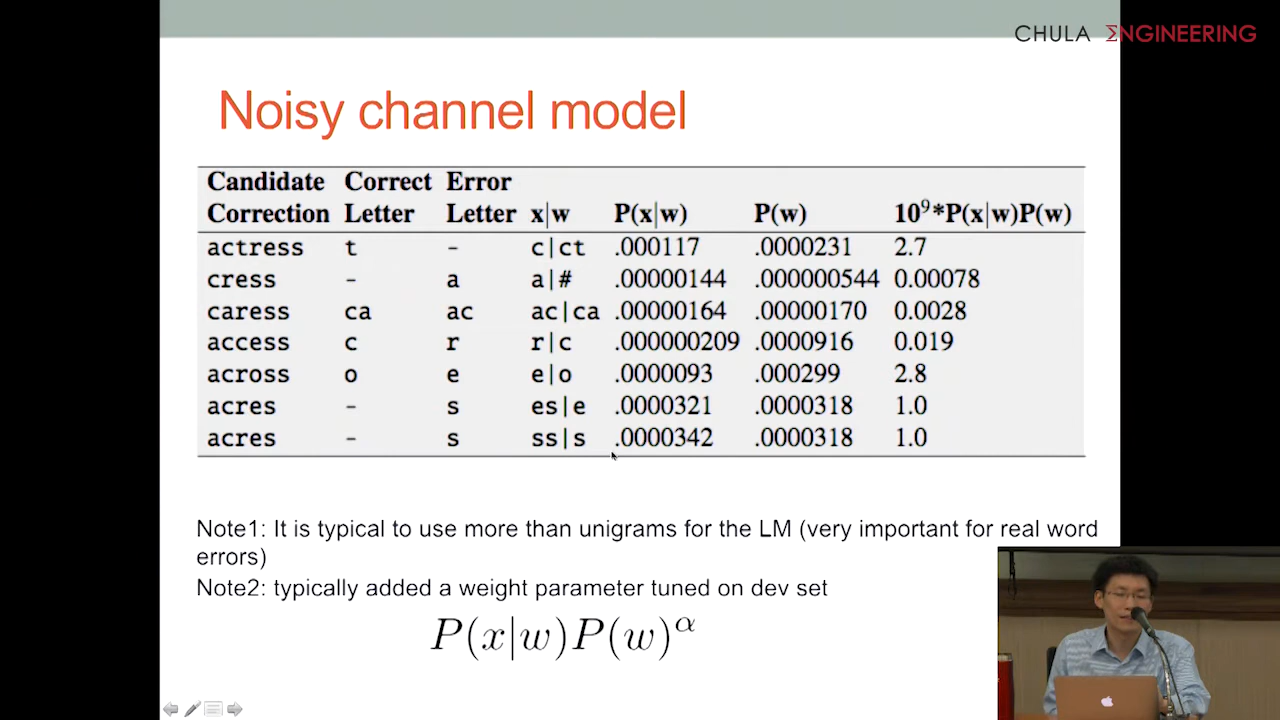 CHULA ΣNGINEERING
Noisy channel model
Candidate Correct Error
Correction Letter Letter x|w P(x|w) P(w) 10⁹*P(x|w)P(w)
actress t - c|ct .000117 .0000231 2.7
cress - a a|# .00000144 .000000544 0.00078
caress ca ac ac|ca .00000164 .00000170 0.0028
access c r r|c .000000209 .0000916 0.019
across o e e|o .0000093 .000299 2.8
acres - s es|e .0000321 .0000318 1.0
acres - s ss|s .0000342 .0000318 1.0
Note1: It is typical to use more than unigrams for the LM (very important for real word
errors)
Note2: typically added a weight parameter tuned on dev set
P(x|w)P(w)^α